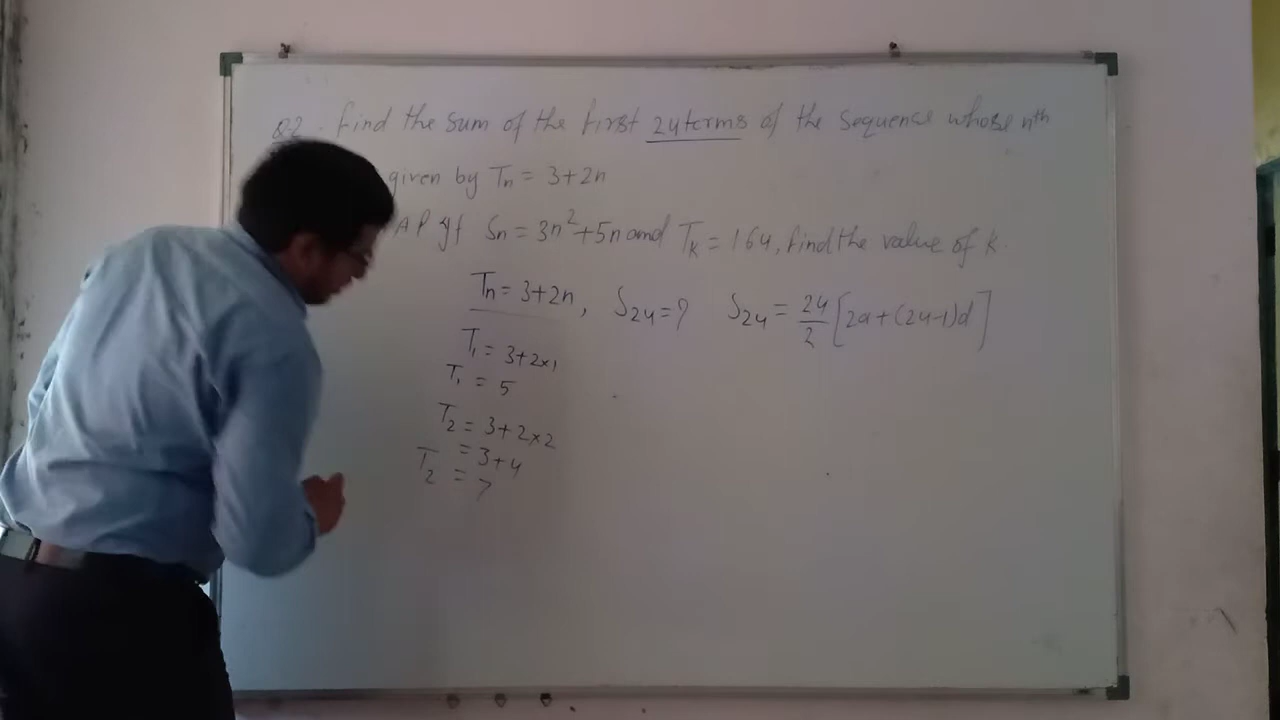 Q2. Find the sum of the first 24 terms of the sequence whose nth
given by Tn = 3+2n
AP If Sn = 3n²+5n and Tk = 164, find the value of k.
Tn = 3+2n, S24 = ? S24 = 24/2 [2a+(24-1)d]
T1 = 3+2×1
T1 = 5
T2 = 3+2×2
= 3+4
T2 = 7